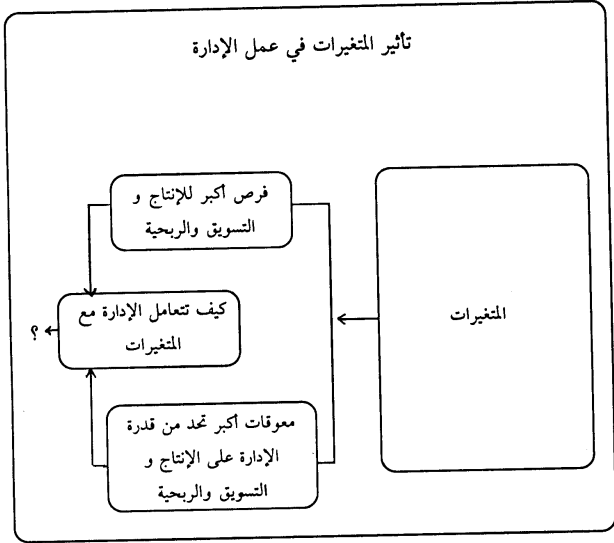 تأثير المتغيرات في عمل الإدارة
المتغيرات
فرص أكبر للإنتاج و
التسويق والربحية
كيف تتعامل الإدارة مع
المتغيرات
؟
معوقات أكبر تحد من قدرة
الإدارة على الإنتاج و
التسويق والربحية